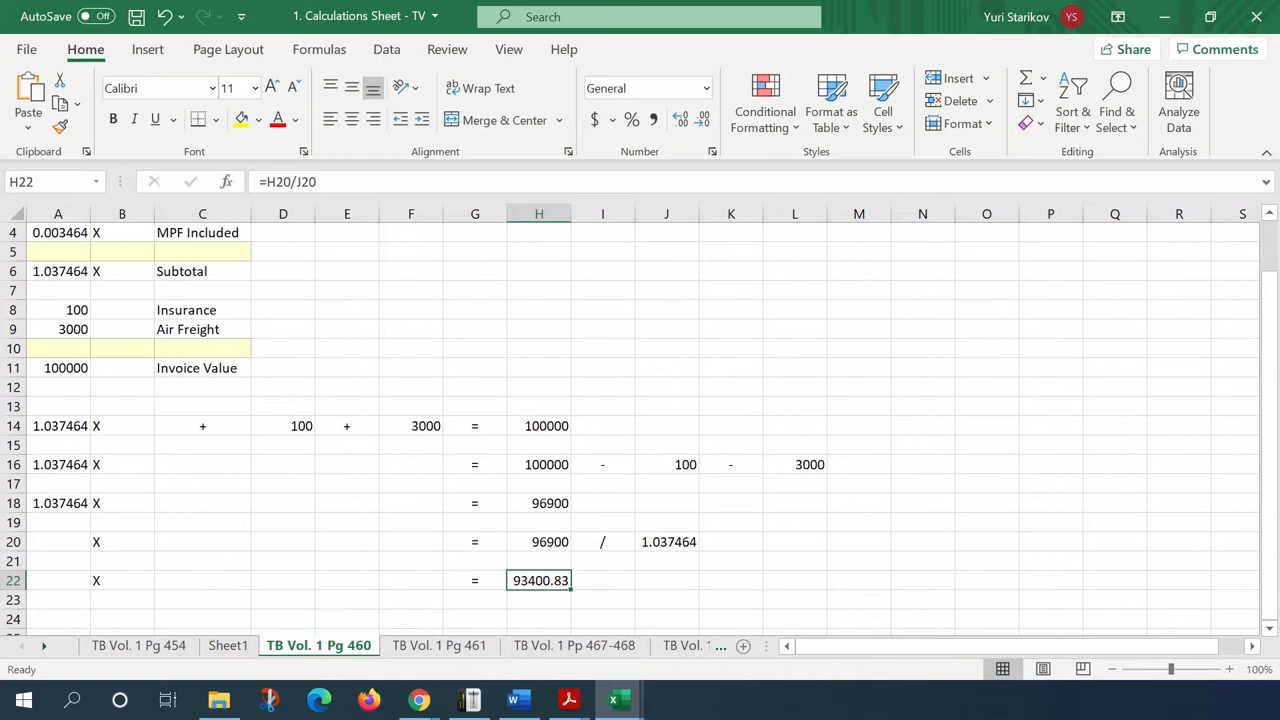 AutoSave Off 1. Calculations Sheet - TV Search Yuri Starikov YS
File Home Insert Page Layout Formulas Data Review View Help Share Comments
Paste Calibri 11 A^ A˅ Wrap Text General Conditional Formatting Format as Table Cell Styles Insert Delete Format Sort & Filter Find & Select Analyze Data
B I U A Merge & Center $ % 9
Clipboard Font Alignment Number Styles Cells Editing Analysis
H22 fx =H20/J20
A B C D E F G H I J K L M N O P Q R S
4 0.003464 X MPF Included
5
6 1.037464 X Subtotal
7
8 100 Insurance
9 3000 Air Freight
10
11 100000 Invoice Value
12
13
14 1.037464 X + 100 + 3000 = 100000
15
16 1.037464 X = 100000 - 100 - 3000
17
18 1.037464 X = 96900
19
20 X = 96900 / 1.037464
21
22 X = 93400.83
23
24
TB Vol. 1 Pg 454 Sheet1 TB Vol. 1 Pg 460 TB Vol. 1 Pg 461 TB Vol. 1 Pp 467-468 TB Vol. ...
Ready 100%